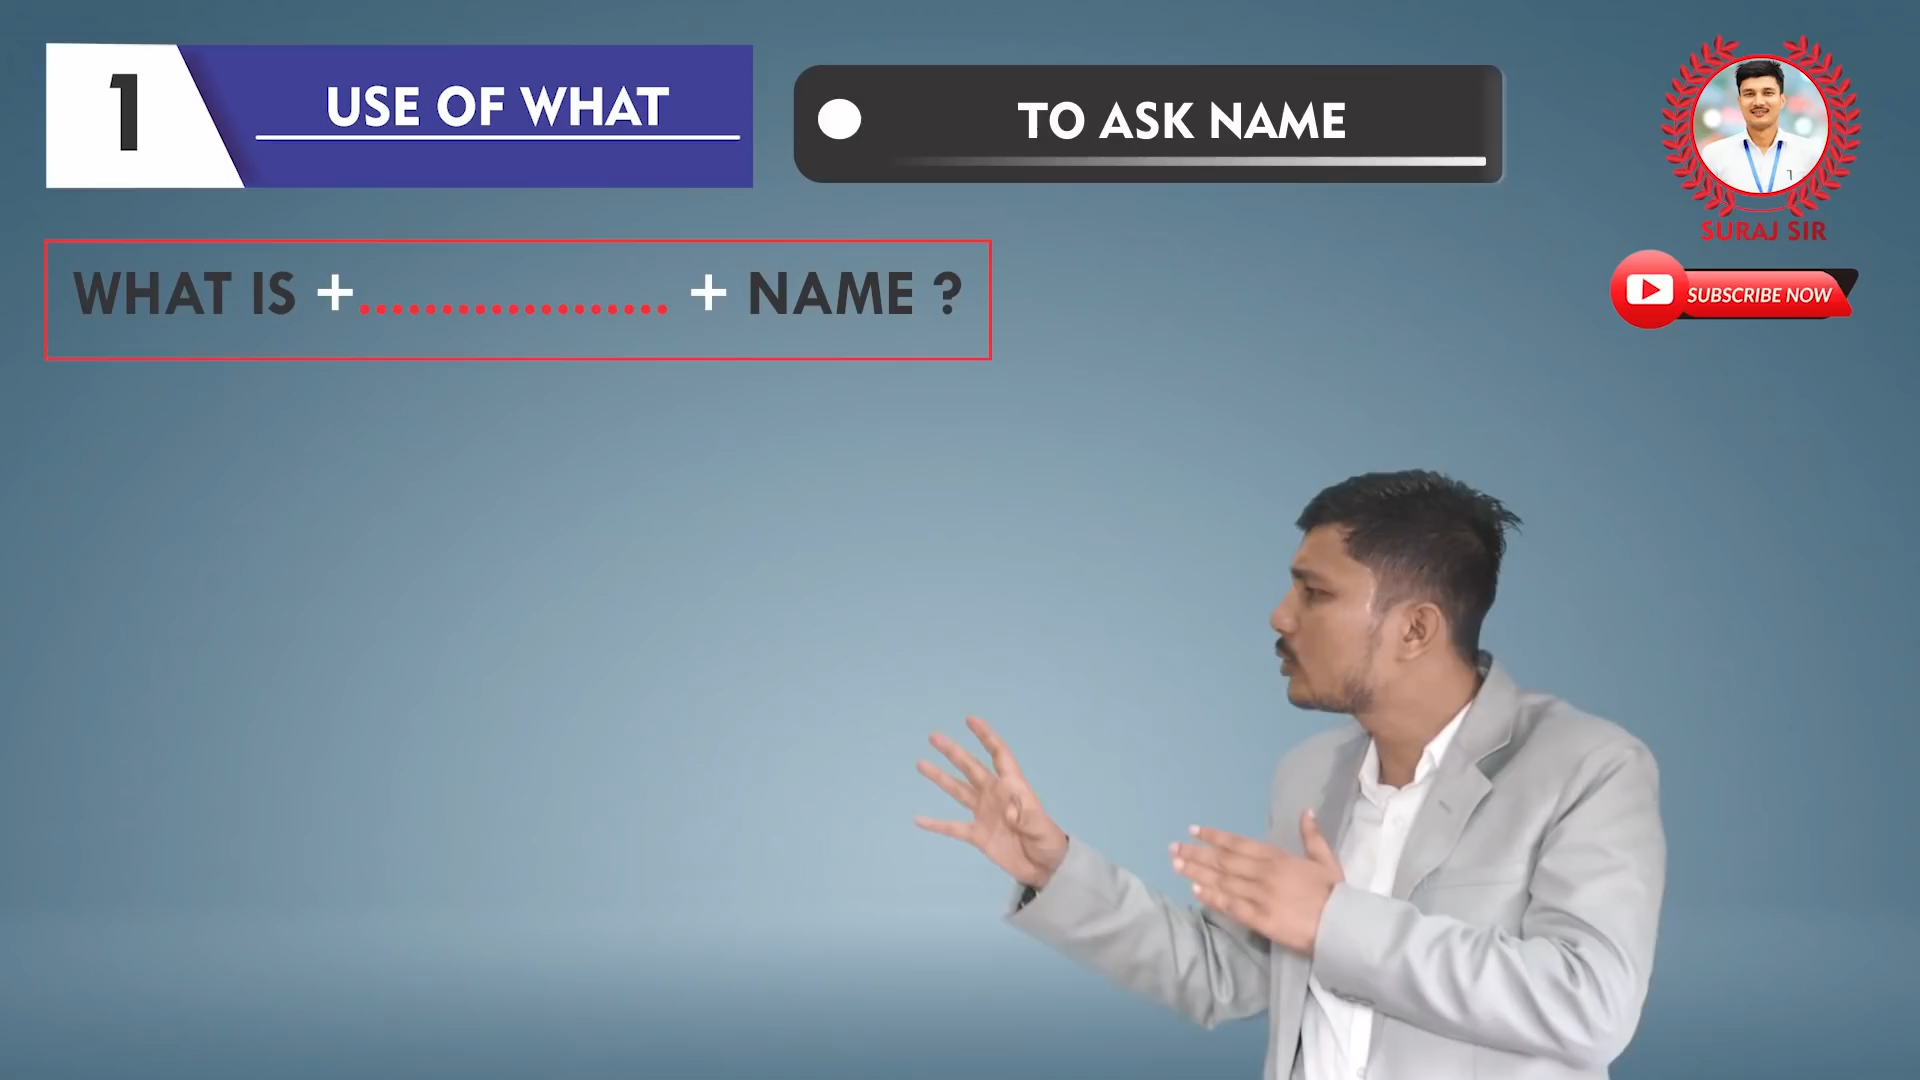 1
USE OF WHAT
TO ASK NAME
SURAJ SIR
SUBSCRIBE NOW
WHAT IS +.................. + NAME ?